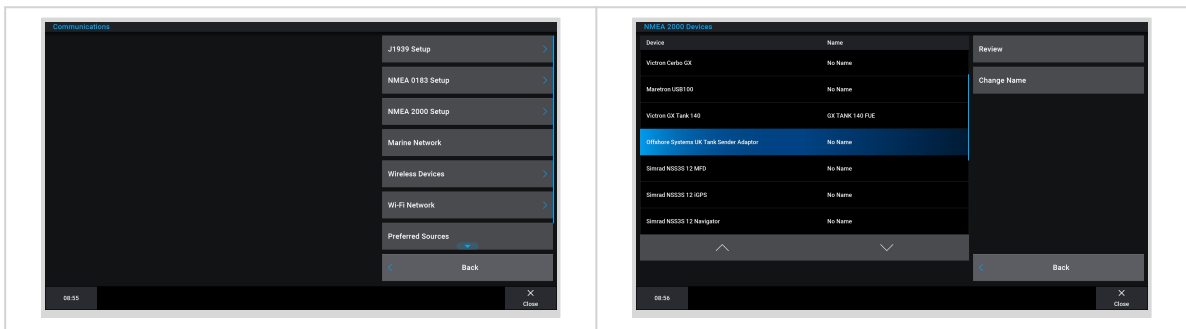 Communications
J1939 Setup
NMEA 0183 Setup
NMEA 2000 Setup
Marine Network
Wireless Devices
Wi-Fi Network
Preferred Sources
Back
08:55
Close
NMEA 2000 Devices
Device Name
Victron Cerbo GX No Name
Maretron USB100 No Name
Victron GX Tank 140 GX TANK 140 FUE
Offshore Systems UK Tank Sender Adaptor No Name
Simrad NSS3S 12 MFD No Name
Simrad NSS3S 12 iGPS No Name
Simrad NSS3S 12 Navigator No Name
Review
Change Name
Back
08:56
Close